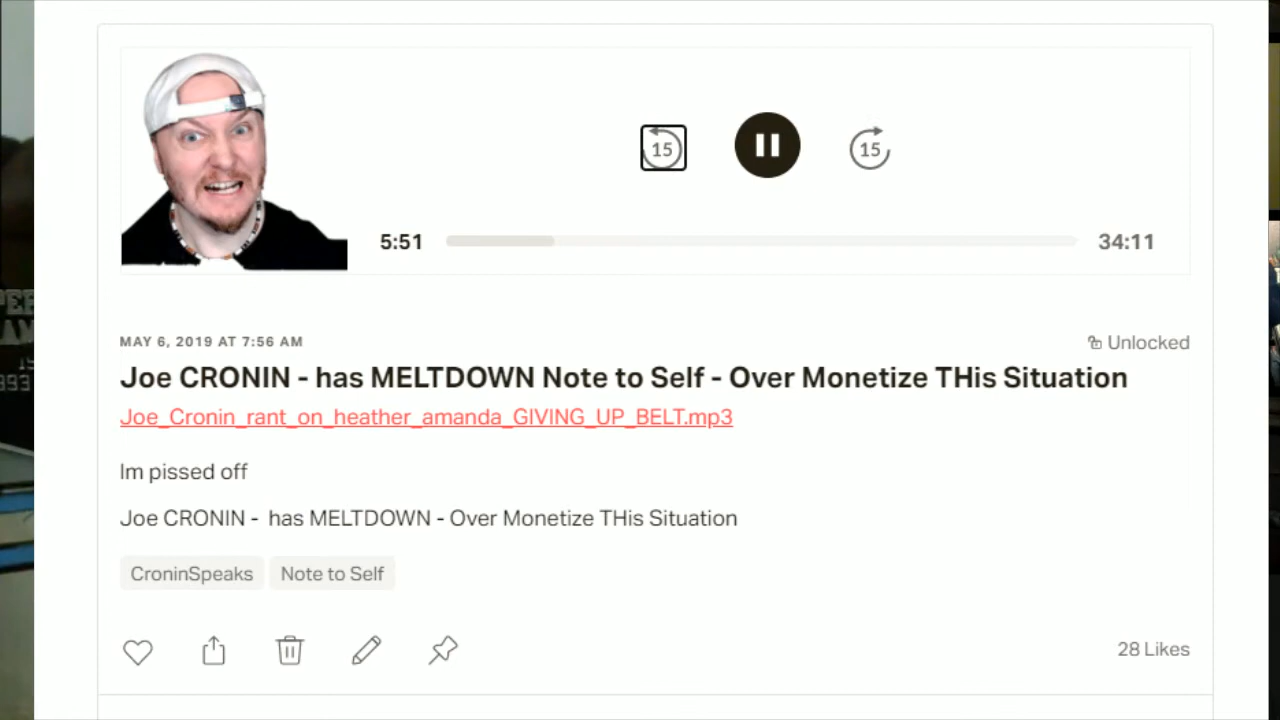 15
15
5:51
34:11
MAY 6, 2019 AT 7:56 AM
Unlocked
Joe CRONIN - has MELTDOWN Note to Self - Over Monetize THis Situation
Joe_Cronin_rant_on_heather_amanda_GIVING_UP_BELT.mp3
Im pissed off
Joe CRONIN - has MELTDOWN - Over Monetize THis Situation
CroninSpeaks
Note to Self
28 Likes